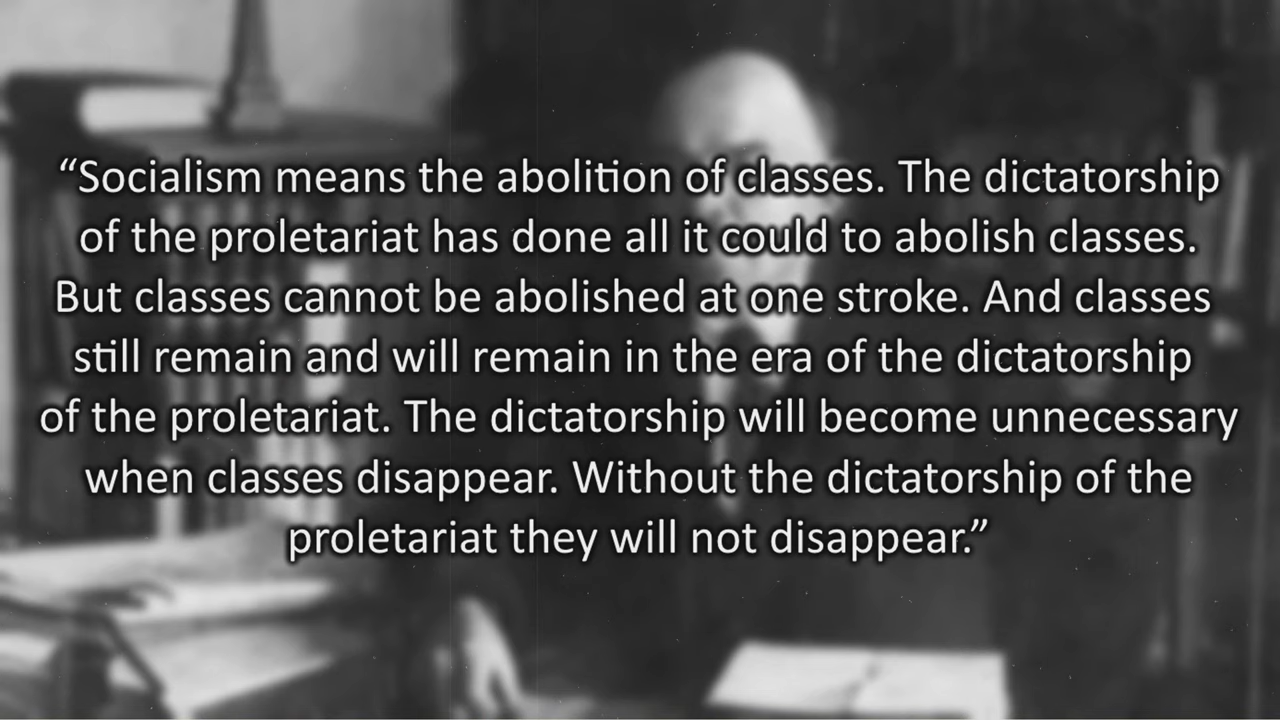 “Socialism means the abolition of classes. The dictatorship
of the proletariat has done all it could to abolish classes.
But classes cannot be abolished at one stroke. And classes
still remain and will remain in the era of the dictatorship
of the proletariat. The dictatorship will become unnecessary
when classes disappear. Without the dictatorship of the
proletariat they will not disappear.”